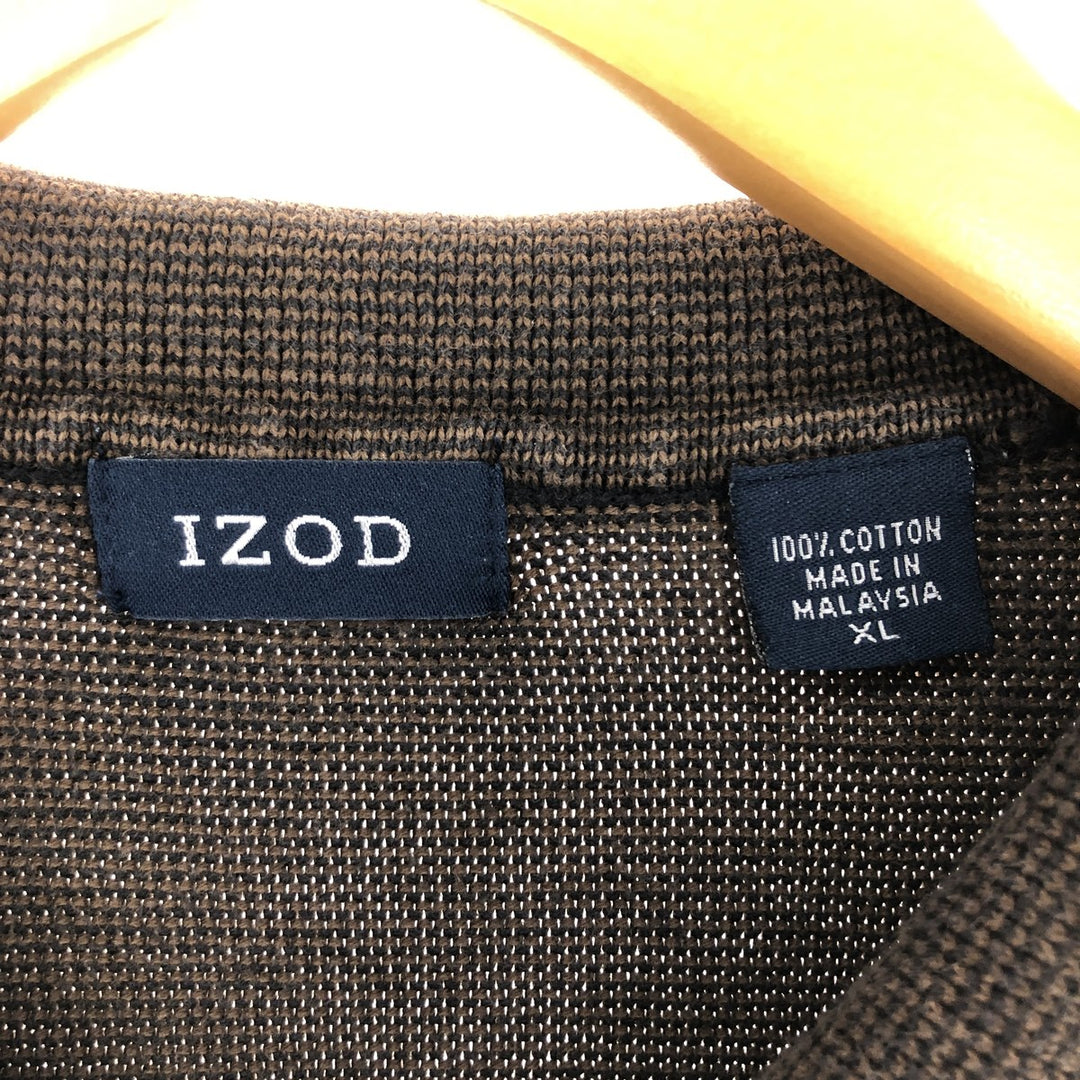 IZOD
100% COTTON
MADE IN
MALAYSIA
XL